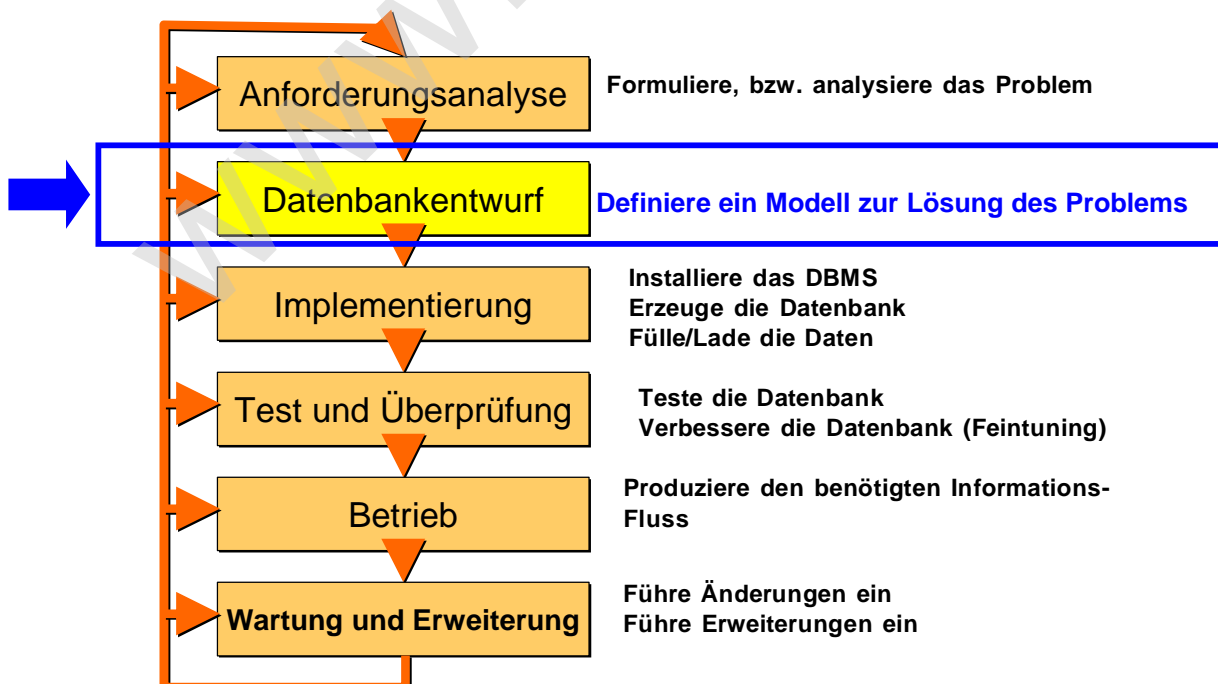 Anforderungsanalyse
Formuliere, bzw. analysiere das Problem
Datenbankentwurf
Definiere ein Modell zur Lösung des Problems
Implementierung
Installiere das DBMS
Erzeuge die Datenbank
Fülle/Lade die Daten
Test und Überprüfung
Teste die Datenbank
Verbessere die Datenbank (Feintuning)
Betrieb
Produziere den benötigten Informations-
Fluss
Wartung und Erweiterung
Führe Änderungen ein
Führe Erweiterungen ein